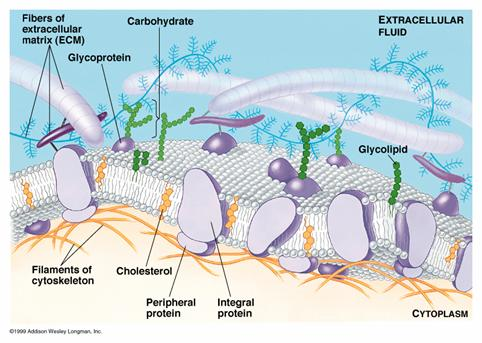 Fibers of
extracellular
matrix (ECM)
Carbohydrate
Glycoprotein
EXTRACELLULAR
FLUID
Glycolipid
Filaments of
cytoskeleton
Cholesterol
Peripheral
protein
Integral
protein
CYTOPLASM
©1999 Addison Wesley Longman, Inc.